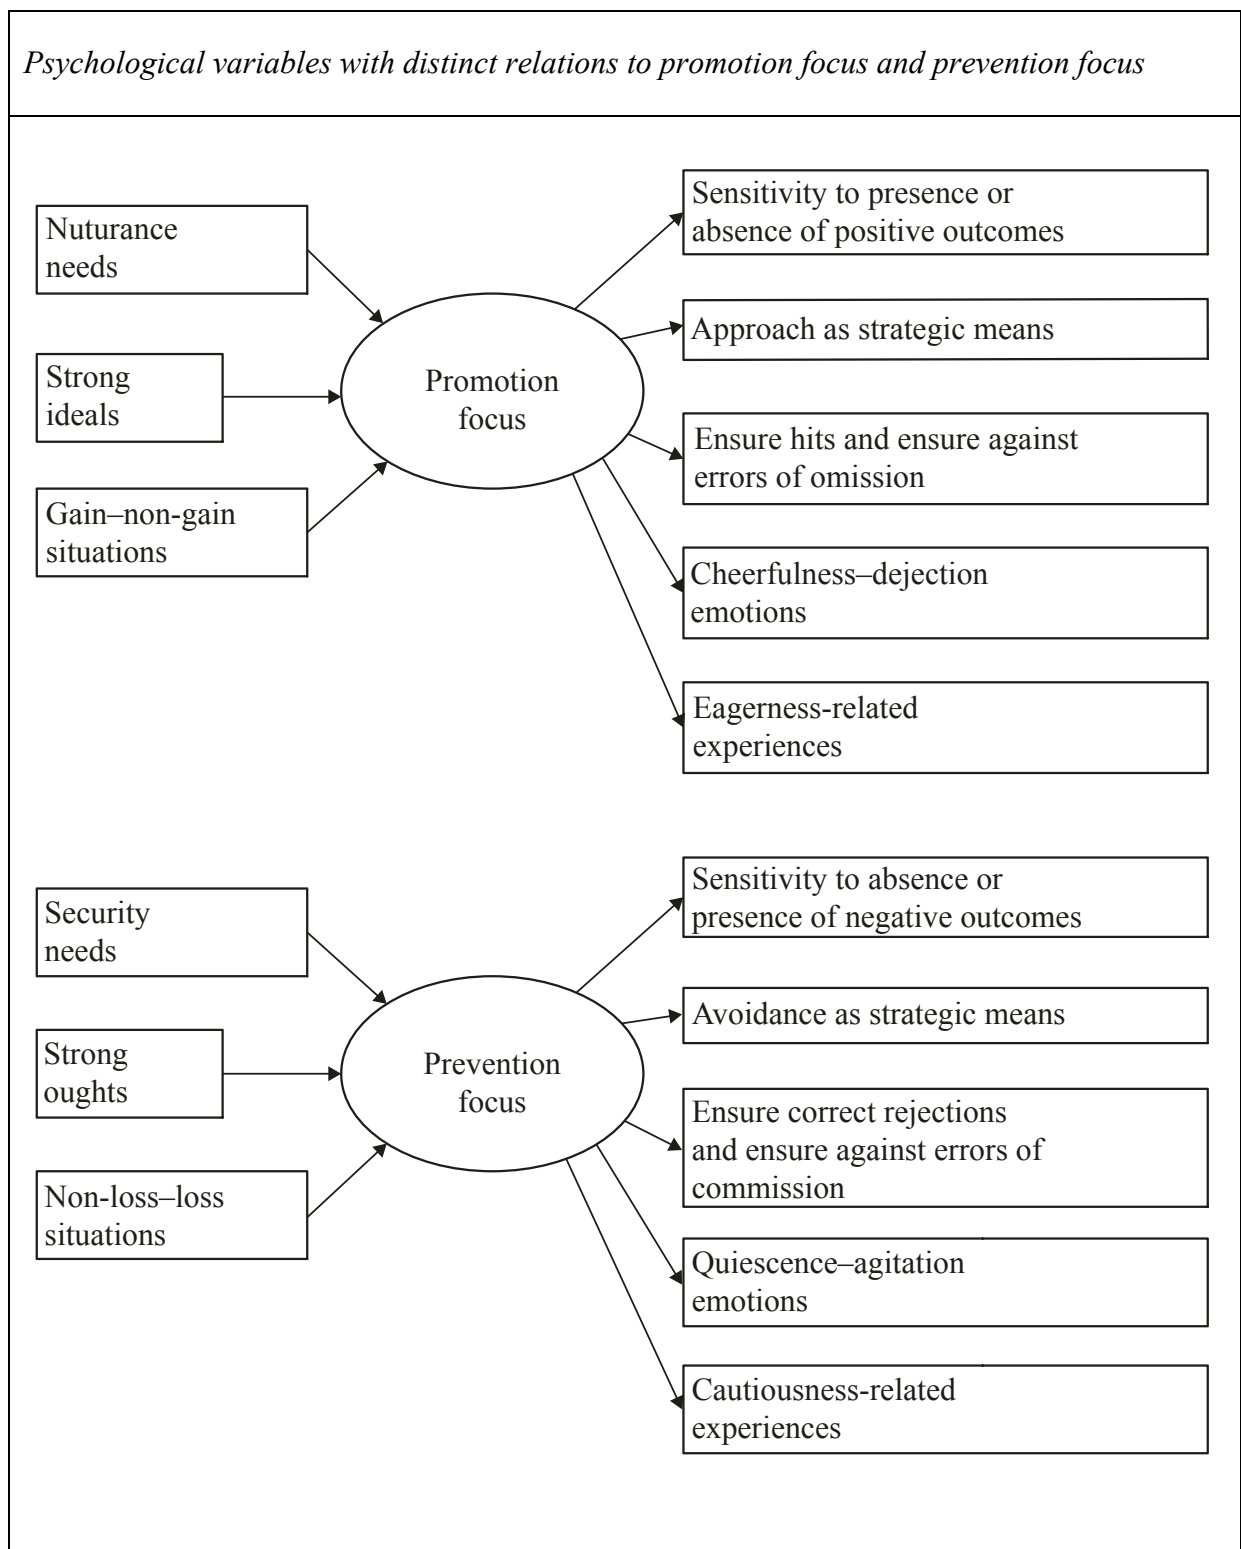 Psychological variables with distinct relations to promotion focus and prevention focus
Nuturance
needs
Strong
ideals
Gain–non-gain
situations
Promotion
focus
Sensitivity to presence or
absence of positive outcomes
Approach as strategic means
Ensure hits and ensure against
errors of omission
Cheerfulness–dejection
emotions
Eagerness-related
experiences
Security
needs
Strong
oughts
Non-loss–loss
situations
Prevention
focus
Sensitivity to absence or
presence of negative outcomes
Avoidance as strategic means
Ensure correct rejections
and ensure against errors of
commission
Quiescence–agitation
emotions
Cautiousness-related
experiences